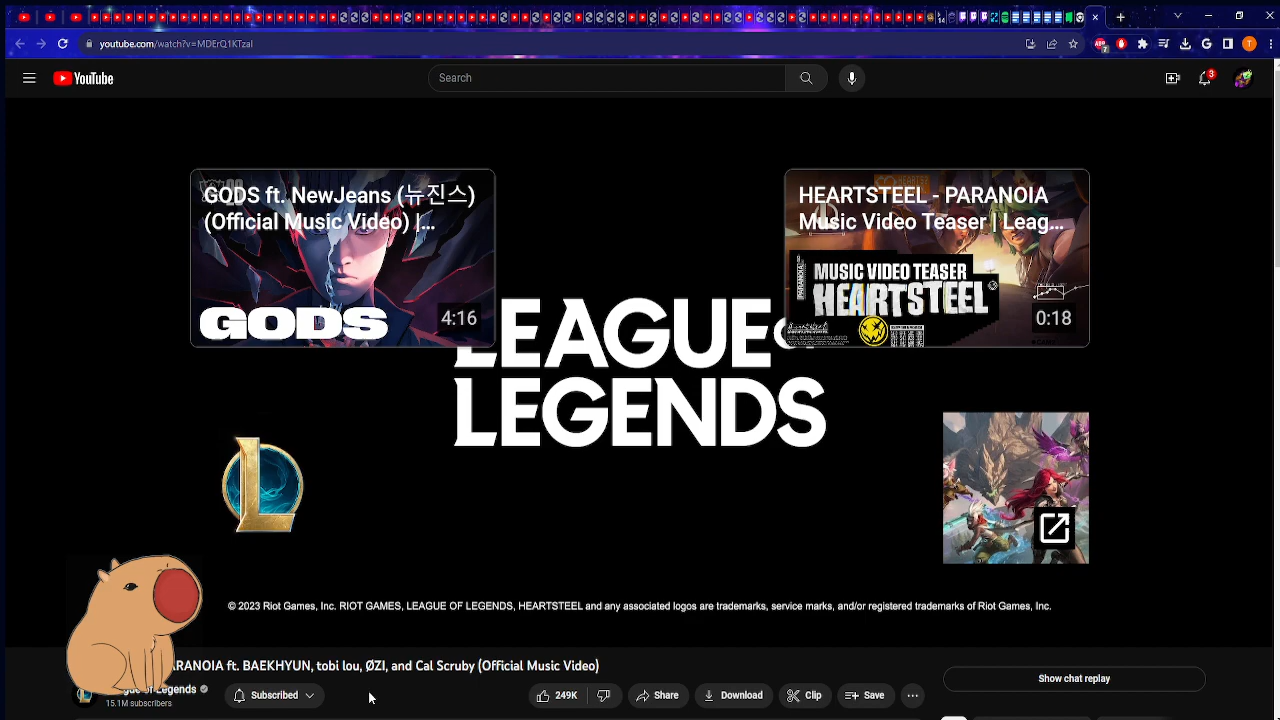 youtube.com/watch?v=MDErQ1KTzaI
YouTube
Search
3
GODS ft. NewJeans (뉴진스)
(Official Music Video) |...
GODS
4:16
HEARTSTEEL - PARANOIA
Music Video Teaser | Leag...
MUSIC VIDEO TEASER
HEARTSTEEL
0:18
LEAGUE
LEGENDS
© 2023 Riot Games, Inc. RIOT GAMES, LEAGUE OF LEGENDS, HEARTSTEEL and any associated logos are trademarks, service marks, and/or registered trademarks of Riot Games, Inc.
ARANOIA ft. BAEKHYUN, tobi lou, ØZI, and Cal Scruby (Official Music Video)
Legends
15.1M subscribers
Subscribed
249K
Share
Download
Clip
Save
Show chat replay